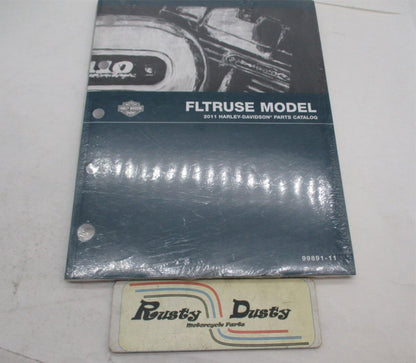 110
FLTRUSE MODEL
2011 HARLEY-DAVIDSON® PARTS CATALOG
99891-11
Rusty Dusty
Motorcycle Parts